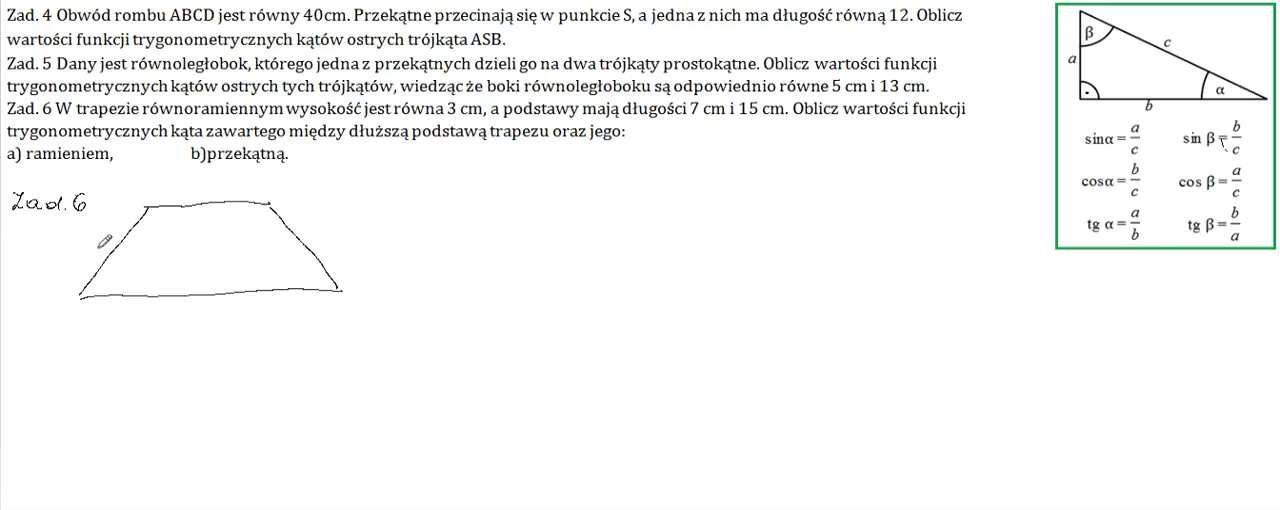 Zad. 4 Obwód rombu ABCD jest równy 40cm. Przekątne przecinają się w punkcie S, a jedna z nich ma długość równą 12. Oblicz
wartości funkcji trygonometrycznych kątów ostrych trójkąta ASB.
Zad. 5 Dany jest równoległobok, którego jedna z przekątnych dzieli go na dwa trójkąty prostokątne. Oblicz wartości funkcji
trygonometrycznych kątów ostrych tych trójkątów, wiedząc że boki równoległoboku są odpowiednio równe 5 cm i 13 cm.
Zad. 6 W trapezie równoramiennym wysokość jest równa 3 cm, a podstawy mają długości 7 cm i 15 cm. Oblicz wartości funkcji
trygonometrycznych kąta zawartego między dłuższą podstawą trapezu oraz jego:
a) ramieniem, b)przekątną.
Zad. 6
β
c
a
α
b
sinα = a/c sin β = b/c
cosα = b/c cos β = a/c
tg α = a/b tg β = b/a